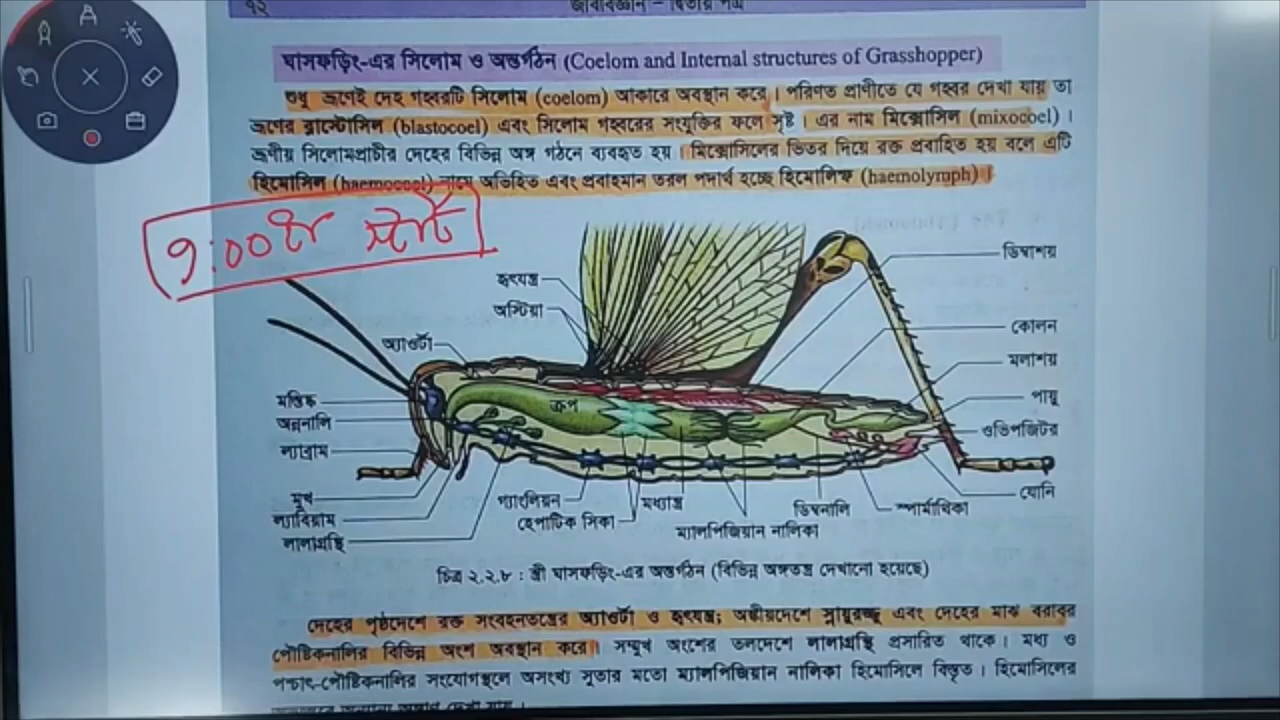 ৭২
জীববিজ্ঞান – দ্বিতীয় পত্র
ঘাসফড়িং-এর সিলোম ও অন্তর্গঠন (Coelom and Internal structures of Grasshopper)
শুধু ভ্রূণেই দেহ গহ্বরটি সিলোম (coelom) আকারে অবস্থান করে। পরিণত প্রাণীতে যে গহ্বর দেখা যায় তা
ভ্রূণের ব্লাস্টোসিল (blastocoel) এবং সিলোম গহ্বরের সংযুক্তির ফলে সৃষ্ট। এর নাম মিক্সোসিল (mixocoel)।
ভ্রূণীয় সিলোমপ্রাচীর দেহের বিভিন্ন অঙ্গ গঠনে ব্যবহৃত হয়। মিক্সোসিলের ভিতর দিয়ে রক্ত প্রবাহিত হয় বলে এটি
হিমোসিল (haemocoel) নামে অভিহিত এবং প্রবাহমান তরল পদার্থ হচ্ছে হিমোলিম্ফ (haemolymph)।
৭:০০টায় স্টার্ট
ডিম্বাশয়
হৃৎযন্ত্র
অস্টিয়া
কোলন
অ্যাওর্টা
মলাশয়
মস্তিষ্ক
ক্রপ
পায়ু
অন্ননালি
ওভিপজিটর
ল্যাব্রাম
মুখ
গ্যাংলিয়ন
মধ্যান্ত্র
ডিম্বনালি
স্পার্মাথিকা
যোনি
ল্যাবিয়াম
হেপাটিক সিকা
ম্যালপিজিয়ান নালিকা
লালাগ্রন্থি
চিত্র ২.২.৮ : স্ত্রী ঘাসফড়িং-এর অন্তর্গঠন (বিভিন্ন অঙ্গতন্ত্র দেখানো হয়েছে)
দেহের পৃষ্ঠদেশে রক্ত সংবহনতন্ত্রের অ্যাওর্টা ও হৃৎযন্ত্র; অঙ্কীয়দেশে স্নায়ুরজ্জু এবং দেহের মাঝ বরাবর
পৌষ্টিকনালির বিভিন্ন অংশ অবস্থান করে। সম্মুখ অংশের তলদেশে লালাগ্রন্থি প্রসারিত থাকে। মধ্য ও
পশ্চাৎ-পৌষ্টিকনালির সংযোগস্থলে অসংখ্য সুতার মতো ম্যালপিজিয়ান নালিকা হিমোসিলে বিস্তৃত। হিমোসিলের